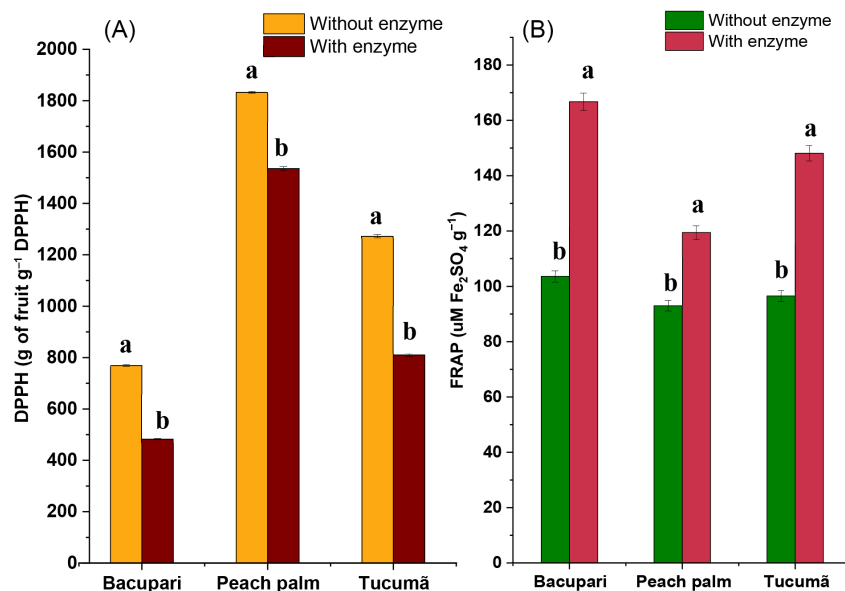 (A)
Without enzyme
With enzyme
DPPH (g of fruit g⁻¹ DPPH)
2000
1800
1600
1400
1200
1000
800
600
400
200
0
a
b
a
b
a
b
Bacupari Peach palm Tucumã
(B)
Without enzyme
With enzyme
FRAP (uM Fe₂SO₄ g⁻¹)
180
160
140
120
100
80
60
40
20
0
b
a
b
a
b
a
Bacupari Peach palm Tucumã